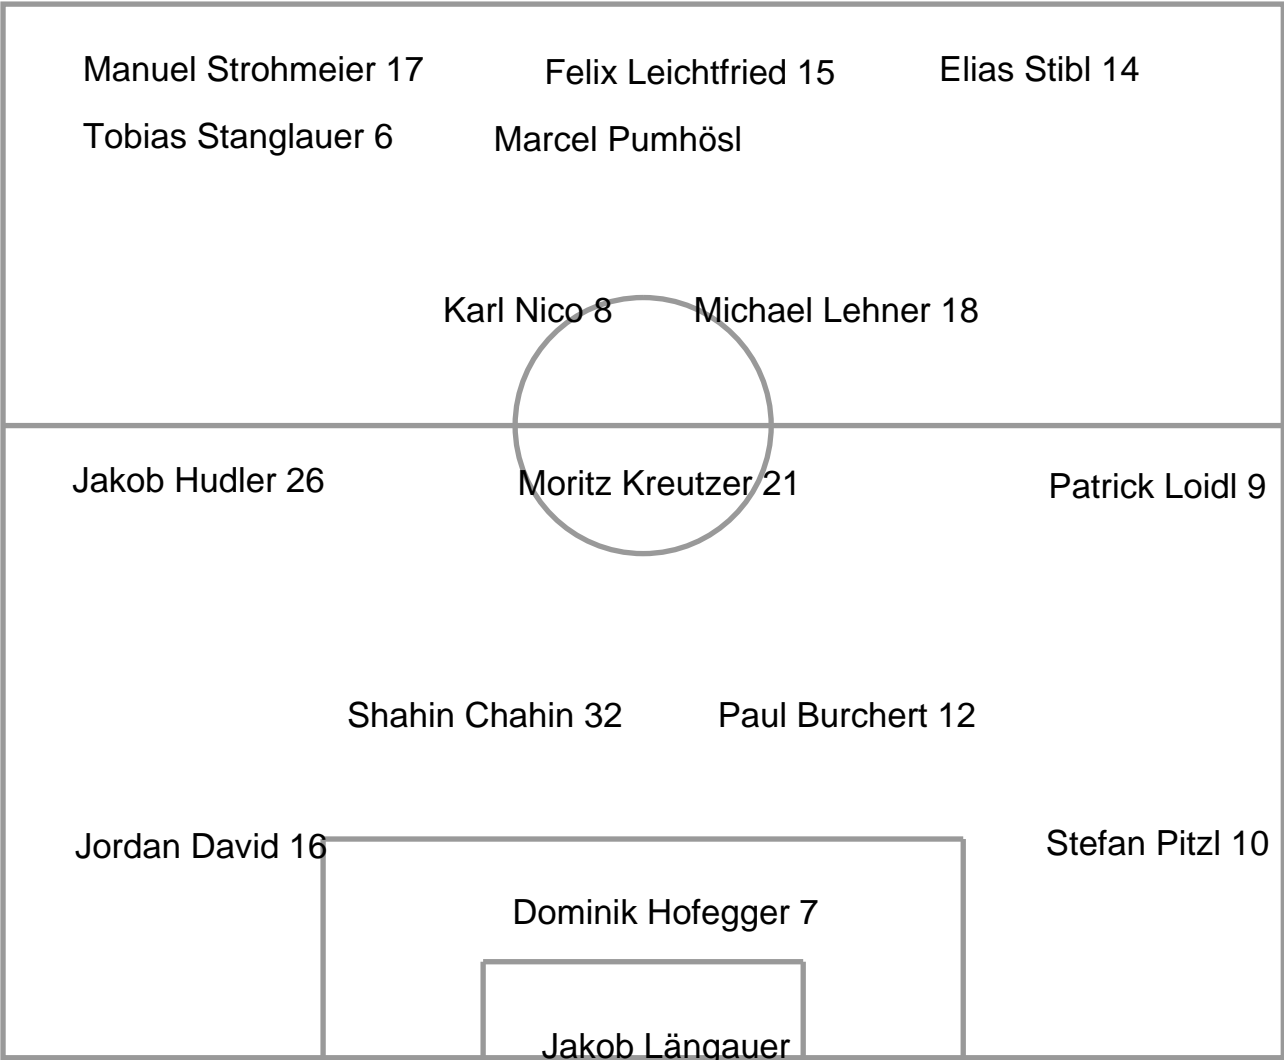 Manuel Strohmeier 17
Felix Leichtfried 15
Elias Stibl 14
Tobias Stanglauer 6
Marcel Pumhösl
Karl Nico 8
Michael Lehner 18
Jakob Hudler 26
Moritz Kreutzer 21
Patrick Loidl 9
Shahin Chahin 32
Paul Burchert 12
Jordan David 16
Stefan Pitzl 10
Dominik Hofegger 7
Jakob Längauer